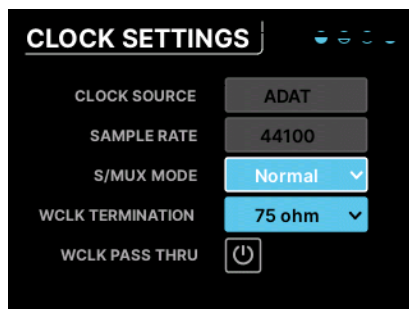 CLOCK SETTINGS
CLOCK SOURCE ADAT
SAMPLE RATE 44100
S/MUX MODE Normal
WCLK TERMINATION 75 ohm
WCLK PASS THRU